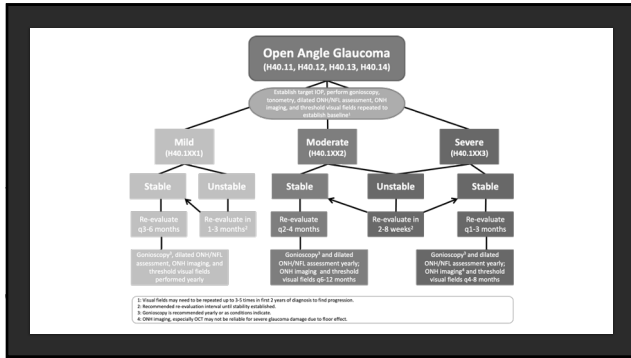 Open Angle Glaucoma
(H40.11, H40.12, H40.13, H40.14)
Establish target IOP, perform gonioscopy,
tonometry, dilated ONH/NFL assessment, ONH
imaging, and threshold visual fields repeated to
establish baseline¹
Mild
(H40.1XX1)
Moderate
(H40.1XX2)
Severe
(H40.1XX3)
Stable
Unstable
Stable
Unstable
Stable
Re-evaluate
q3-6 months
Re-evaluate in
1-3 months²
Re-evaluate
q2-4 months
Re-evaluate in
2-8 weeks²
Re-evaluate
q1-3 months
Gonioscopy³, dilated ONH/NFL
assessment, ONH imaging, and
threshold visual fields
performed yearly
Gonioscopy³ and dilated
ONH/NFL assessment yearly;
ONH imaging and threshold
visual fields q6-12 months
Gonioscopy³ and dilated
ONH/NFL assessment yearly;
ONH imaging⁴ and threshold
visual fields q4-8 months
1: Visual fields may need to be repeated up to 3-5 times in first 2 years of diagnosis to find progression.
2: Recommended re-evaluation interval until stability established.
3: Gonioscopy is recommended yearly or as conditions indicate.
4: ONH imaging, especially OCT may not be reliable for severe glaucoma damage due to floor effect.